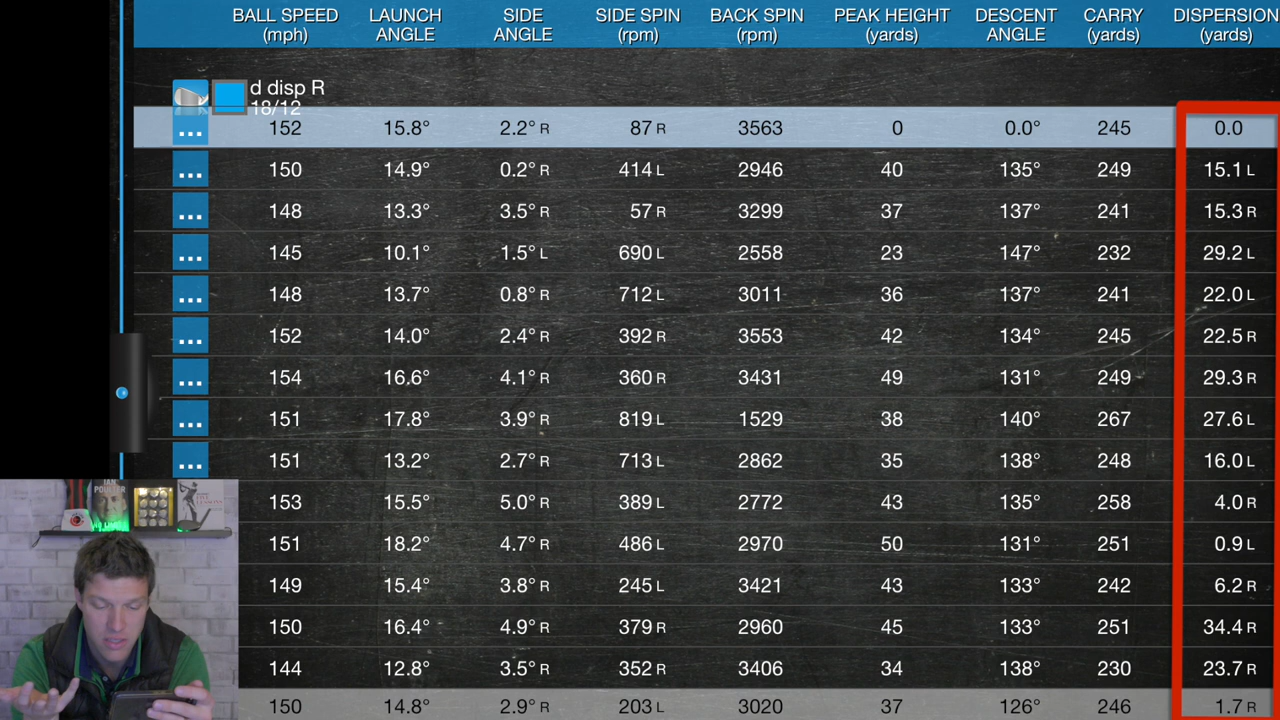 BALL SPEED (mph) LAUNCH ANGLE SIDE ANGLE SIDE SPIN (rpm) BACK SPIN (rpm) PEAK HEIGHT (yards) DESCENT ANGLE CARRY (yards) DISPERSION (yards)
d disp R
18/12
... 152 15.8° 2.2° R 87 R 3563 0 0.0° 245 0.0
... 150 14.9° 0.2° R 414 L 2946 40 135° 249 15.1 L
... 148 13.3° 3.5° R 57 R 3299 37 137° 241 15.3 R
... 145 10.1° 1.5° L 690 L 2558 23 147° 232 29.2 L
... 148 13.7° 0.8° R 712 L 3011 36 137° 241 22.0 L
... 152 14.0° 2.4° R 392 R 3553 42 134° 245 22.5 R
... 154 16.6° 4.1° R 360 R 3431 49 131° 249 29.3 R
... 151 17.8° 3.9° R 819 L 1529 38 140° 267 27.6 L
... 151 13.2° 2.7° R 713 L 2862 35 138° 248 16.0 L
153 15.5° 5.0° R 389 L 2772 43 135° 258 4.0 R
151 18.2° 4.7° R 486 L 2970 50 131° 251 0.9 L
149 15.4° 3.8° R 245 L 3421 43 133° 242 6.2 R
150 16.4° 4.9° R 379 R 2960 45 133° 251 34.4 R
144 12.8° 3.5° R 352 R 3406 34 138° 230 23.7 R
150 14.8° 2.9° R 203 L 3020 37 126° 246 1.7 R
IAN
POULTER